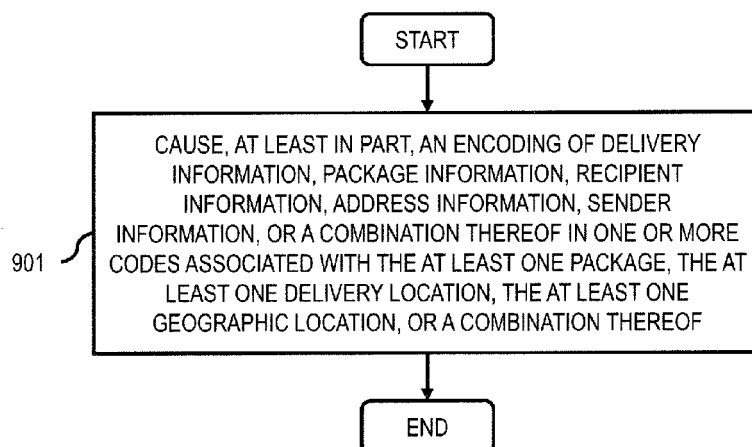 START
CAUSE, AT LEAST IN PART, AN ENCODING OF DELIVERY
INFORMATION, PACKAGE INFORMATION, RECIPIENT
INFORMATION, ADDRESS INFORMATION, SENDER
INFORMATION, OR A COMBINATION THEREOF IN ONE OR MORE
CODES ASSOCIATED WITH THE AT LEAST ONE PACKAGE, THE AT
LEAST ONE DELIVERY LOCATION, THE AT LEAST ONE
GEOGRAPHIC LOCATION, OR A COMBINATION THEREOF
901
END